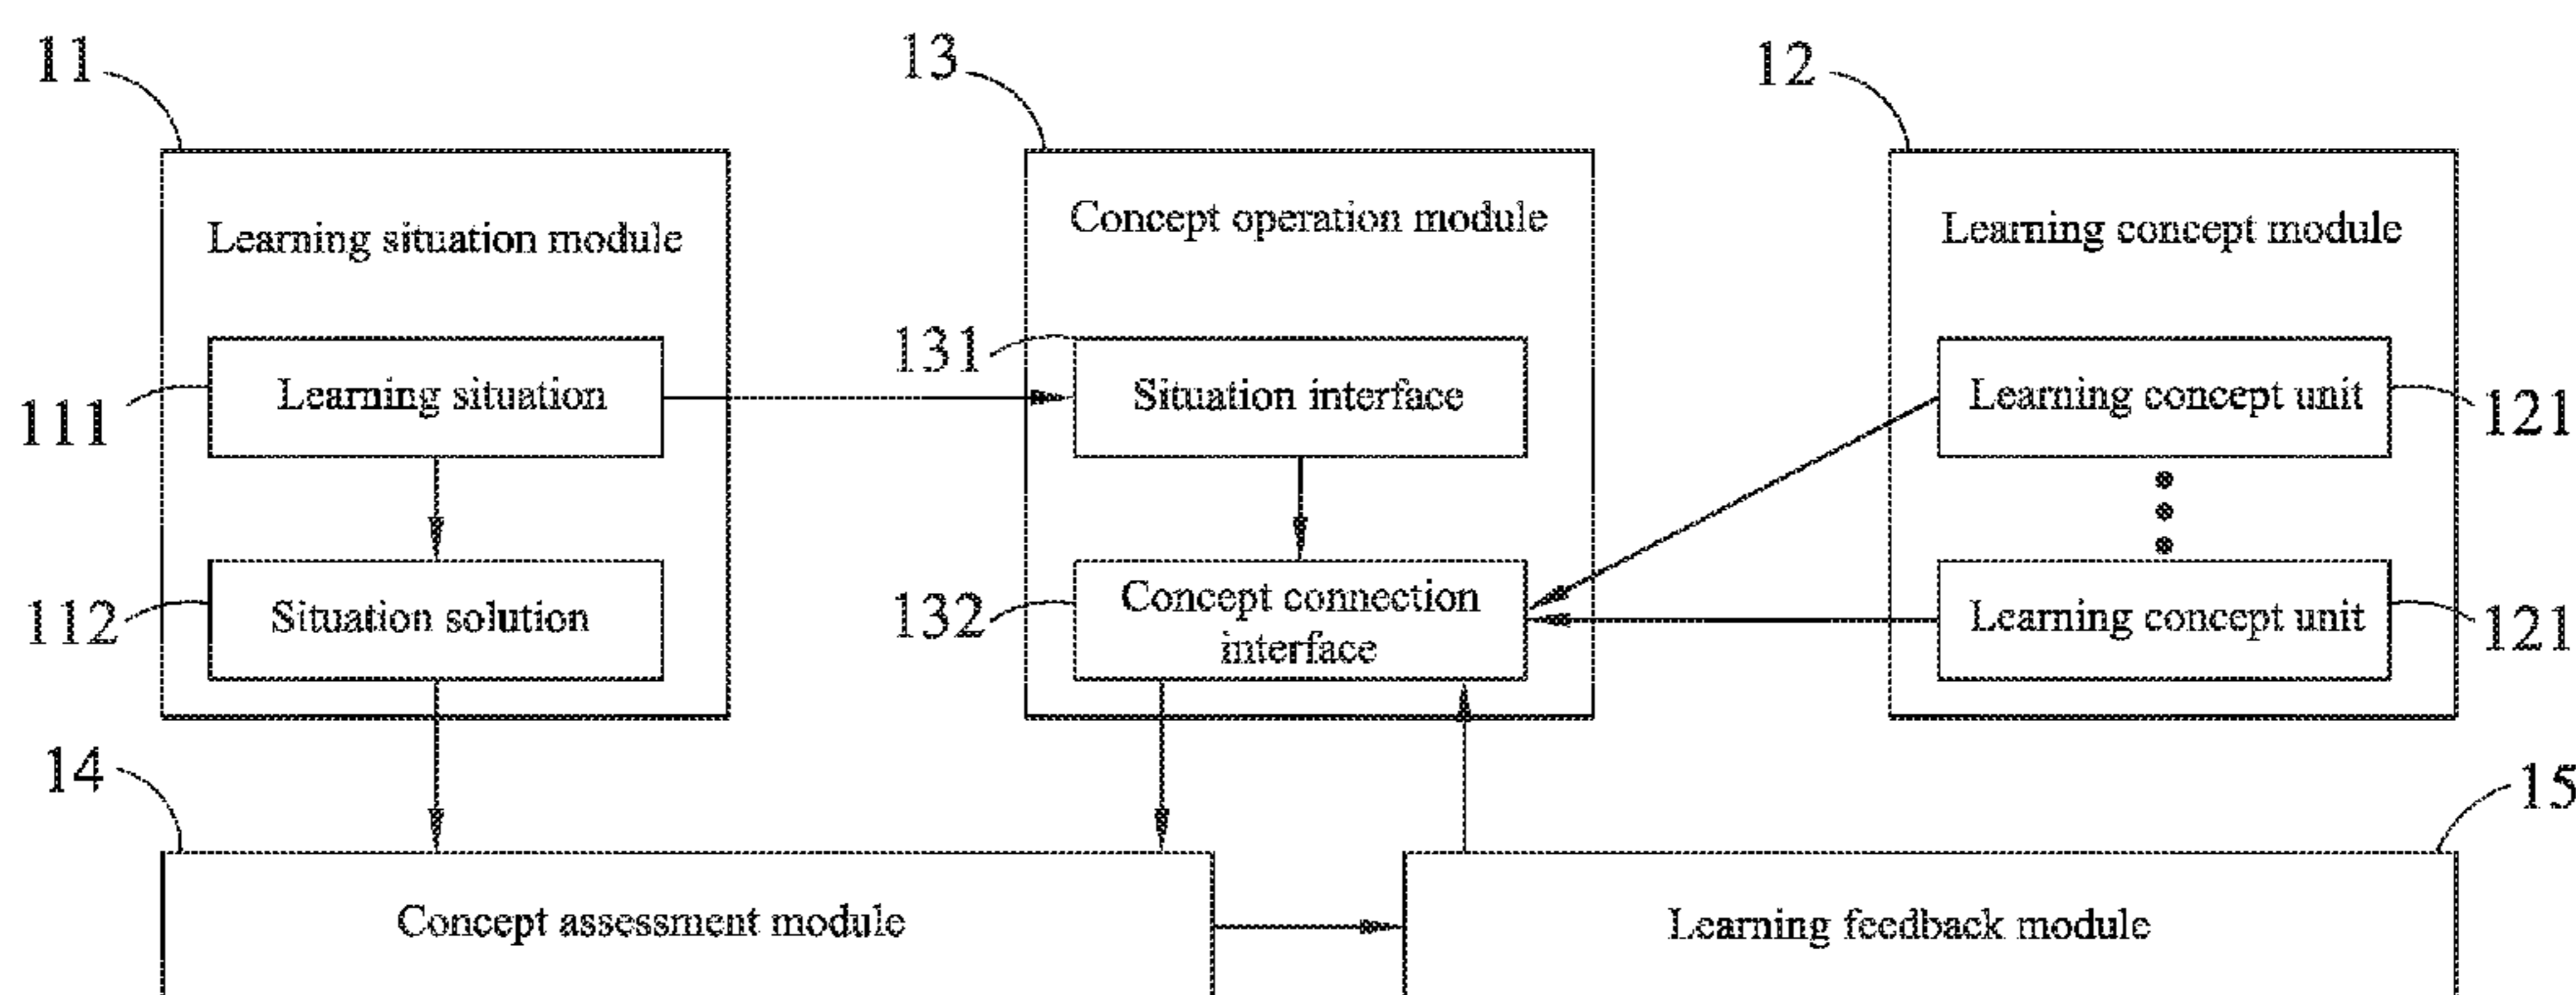 11
13
12
Learning situation module
Concept operation module
Learning concept module
131
111
Learning situation
Situation interface
Learning concept unit
121
112
Situation solution
132
Concept connection
interface
Learning concept unit
121
14
15
Concept assessment module
Learning feedback module